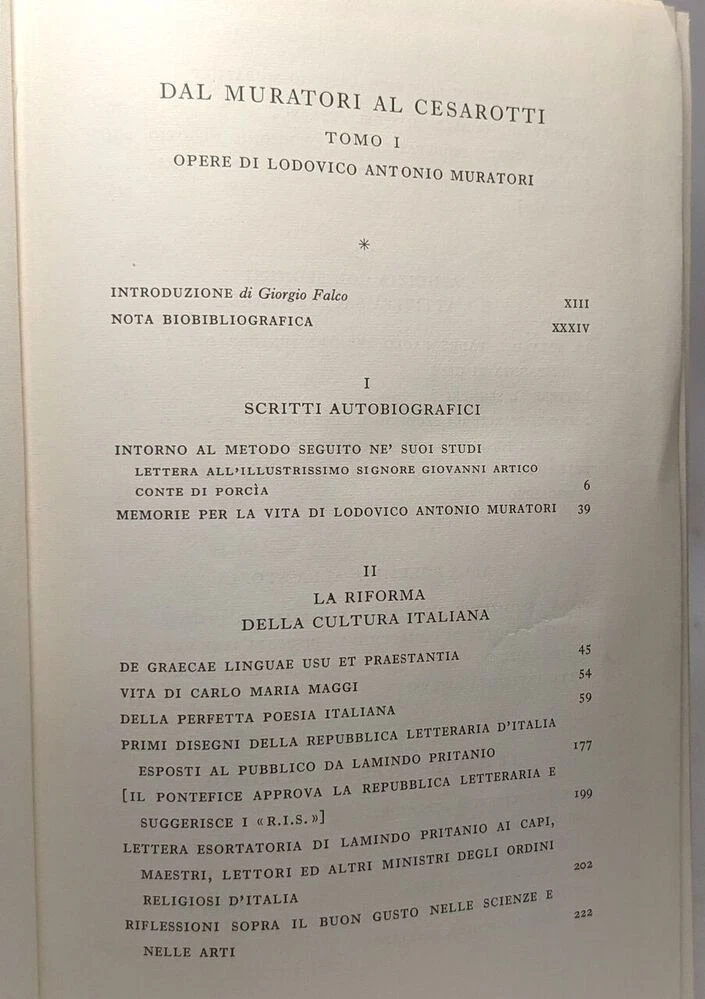 DAL MURATORI AL CESAROTTI
TOMO I
OPERE DI LODOVICO ANTONIO MURATORI
*
INTRODUZIONE di Giorgio Falco XIII
NOTA BIOBIBLIOGRAFICA XXXIV
I
SCRITTI AUTOBIOGRAFICI
INTORNO AL METODO SEGUITO NE' SUOI STUDI
LETTERA ALL'ILLUSTRISSIMO SIGNORE GIOVANNI ARTICO
CONTE DI PORCÌA 6
MEMORIE PER LA VITA DI LODOVICO ANTONIO MURATORI 39
II
LA RIFORMA
DELLA CULTURA ITALIANA
DE GRAECAE LINGUAE USU ET PRAESTANTIA 45
VITA DI CARLO MARIA MAGGI 54
DELLA PERFETTA POESIA ITALIANA 59
PRIMI DISEGNI DELLA REPUBBLICA LETTERARIA D'ITALIA
ESPOSTI AL PUBBLICO DA LAMINDO PRITANIO 177
[IL PONTEFICE APPROVA LA REPUBBLICA LETTERARIA E
SUGGERISCE I «R.I.S.»] 199
LETTERA ESORTATORIA DI LAMINDO PRITANIO AI CAPI,
MAESTRI, LETTORI ED ALTRI MINISTRI DEGLI ORDINI
RELIGIOSI D'ITALIA 202
RIFLESSIONI SOPRA IL BUON GUSTO NELLE SCIENZE E
NELLE ARTI 222